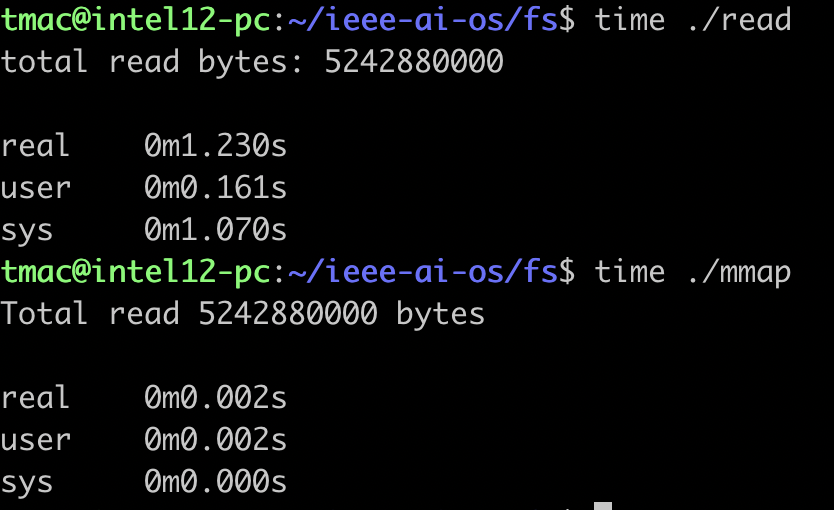 tmac@intel12-pc:~/ieee-ai-os/fs$ time ./read
total read bytes: 5242880000
real 0m1.230s
user 0m0.161s
sys 0m1.070s
tmac@intel12-pc:~/ieee-ai-os/fs$ time ./mmap
Total read 5242880000 bytes
real 0m0.002s
user 0m0.002s
sys 0m0.000s